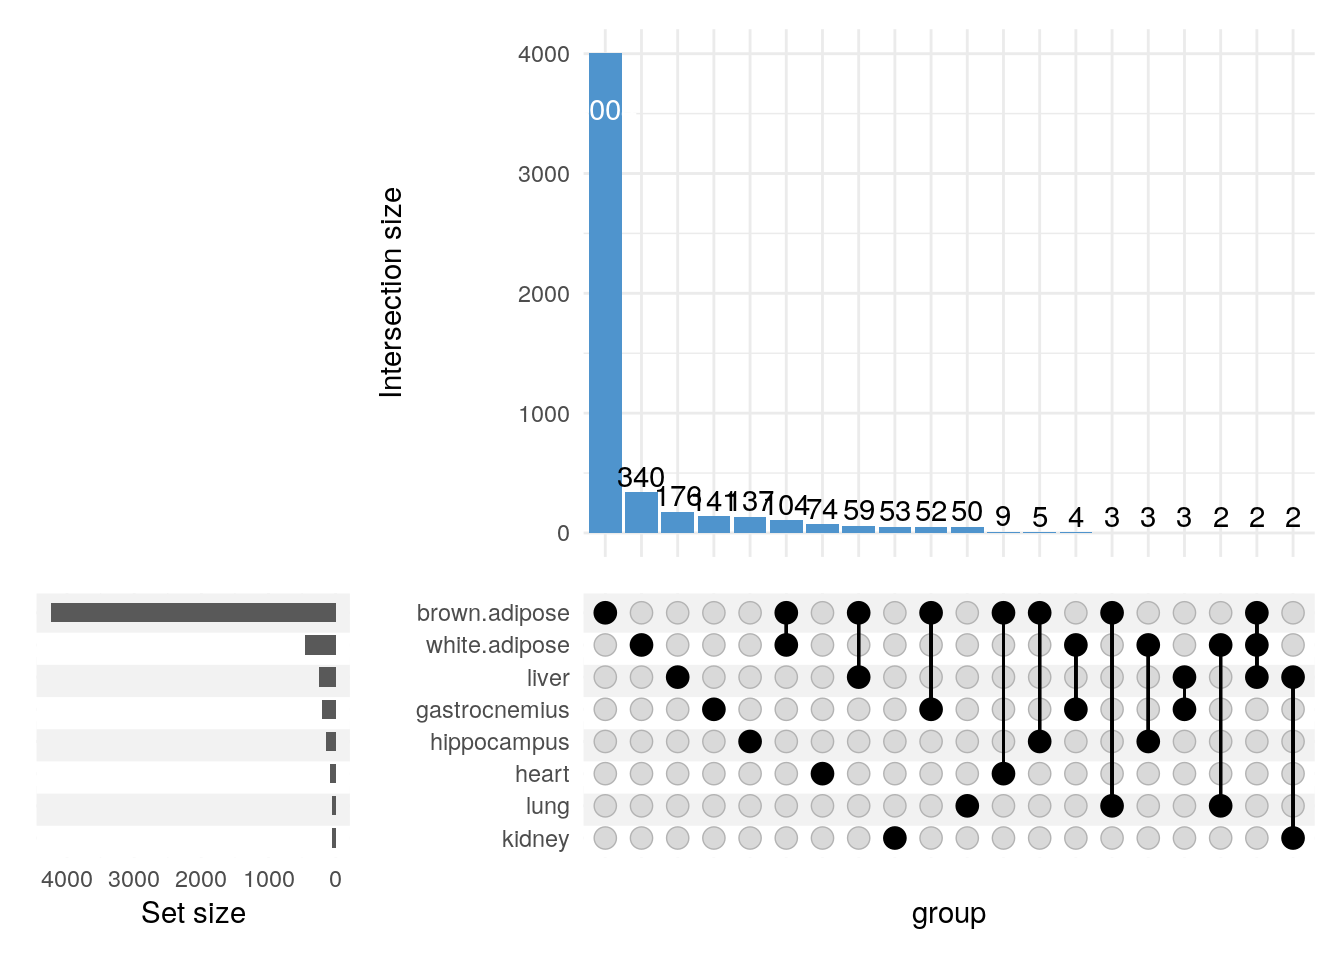 4000
3000
2000
1000
0
Intersection size
00
340
176
141
137
104
74
59
53
52
50
9
5
4
3
3
3
2
2
2
brown.adipose
white.adipose
liver
gastrocnemius
hippocampus
heart
lung
kidney
4000 3000 2000 1000 0
Set size
group